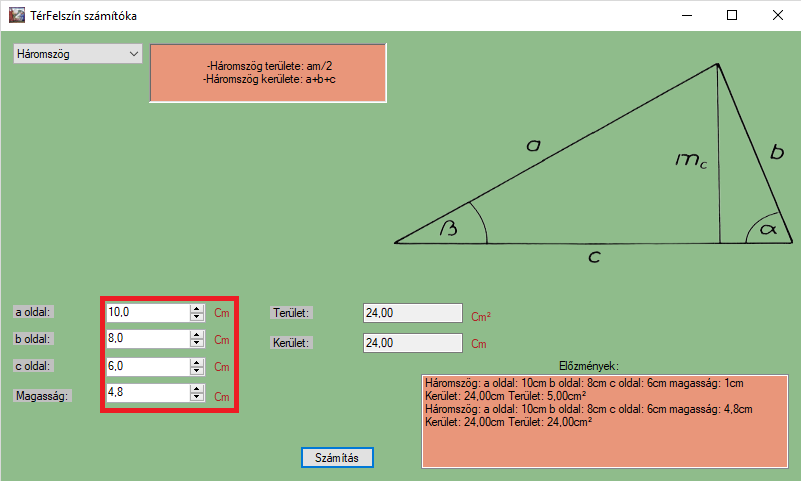 TérFelszín számítóka
Háromszög
-Háromszög területe: am/2
-Háromszög kerülete: a+b+c
a
b
mc
β
α
c
a oldal: 10,0 Cm
b oldal: 8,0 Cm
c oldal: 6,0 Cm
Magasság: 4,8 Cm
Terület: 24,00 Cm²
Kerület: 24,00 Cm
Előzmények:
Háromszög: a oldal: 10cm b oldal: 8cm c oldal: 6cm magasság: 1cm
Kerület: 24,00cm Terület: 5,00cm²
Háromszög: a oldal: 10cm b oldal: 8cm c oldal: 6cm magasság: 4,8cm
Kerület: 24,00cm Terület: 24,00cm²
Számítás